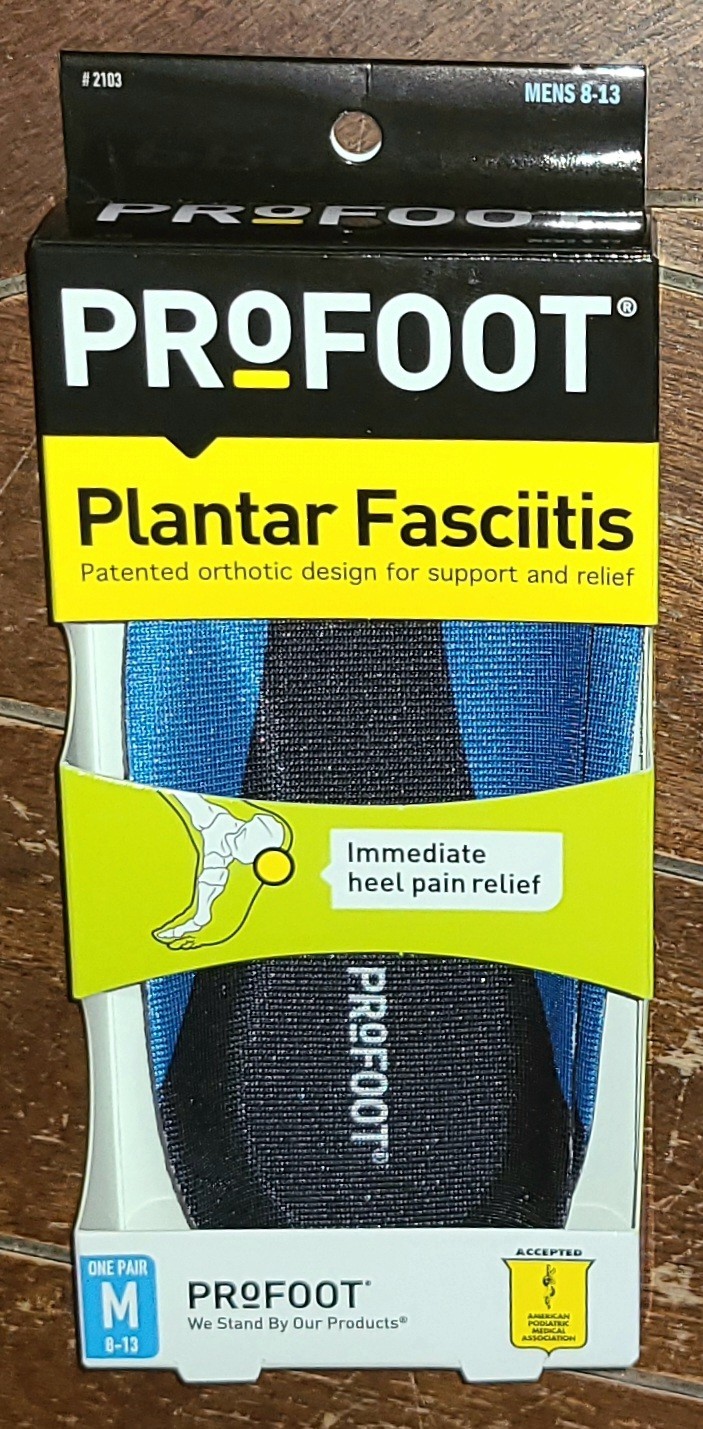 # 2103
MENS 8-13
PROFOOT
PROFOOT®
Plantar Fasciitis
Patented orthotic design for support and relief
Immediate
heel pain relief
PROFOOT®
ONE PAIR
M
8-13
PROFOOT®
We Stand By Our Products®
ACCEPTED
AMERICAN
PODIATRIC
MEDICAL
ASSOCIATION